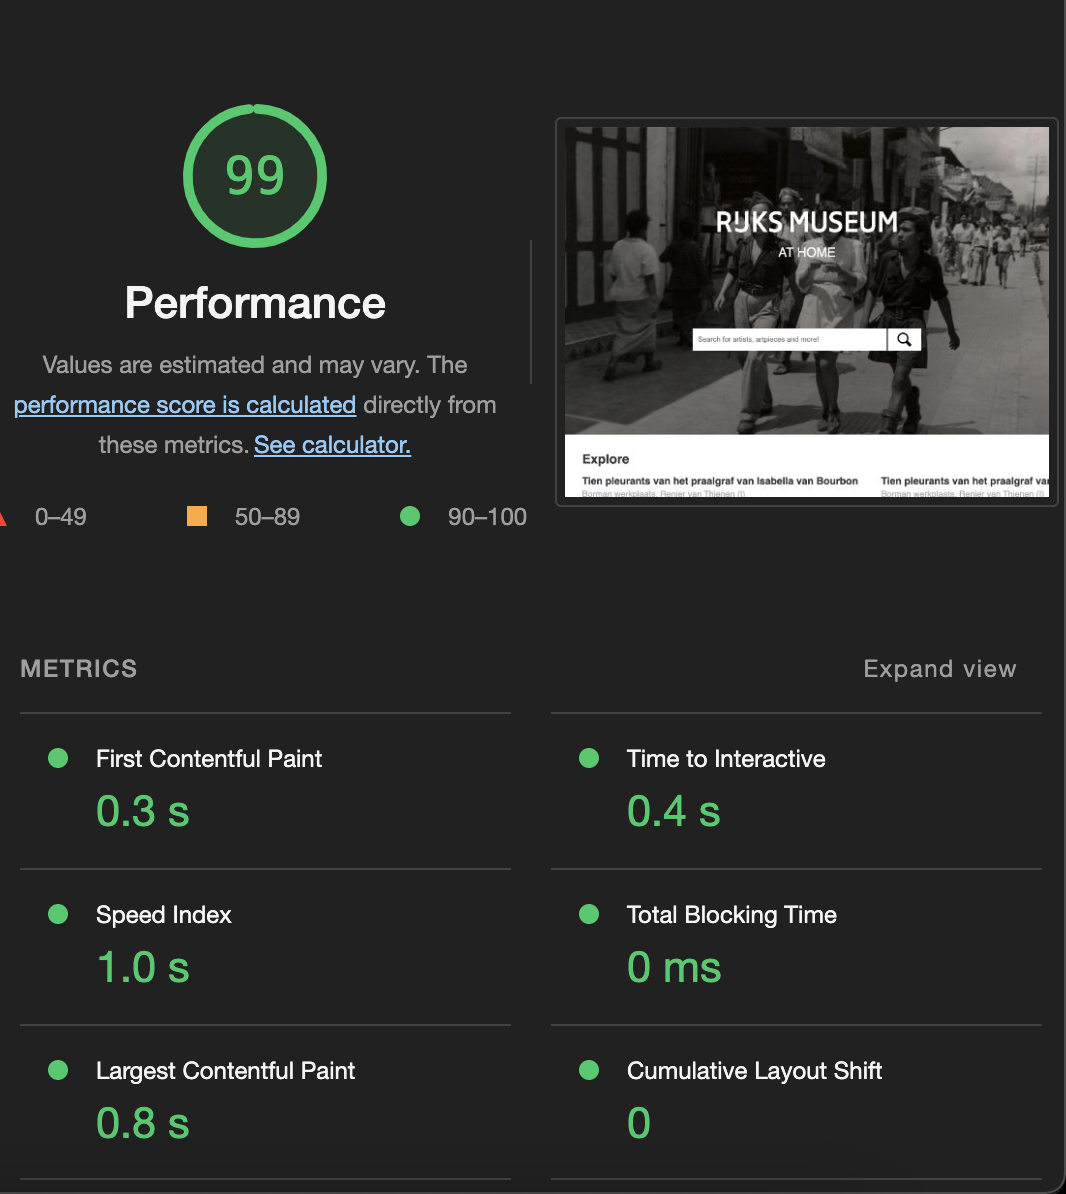 99
Performance
Values are estimated and may vary. The
performance score is calculated directly from
these metrics. See calculator.
0–49
50–89
90–100
RIJKS MUSEUM
AT HOME
Search for artists, artpieces and more!
Explore
Tien pleurants van het praalgraf van Isabella van Bourbon
Borman werkplaats, Renier van Thienen (I)
Tien pleurants van het praalgraf van
Borman werkplaats, Renier van Thienen (I)
METRICS
Expand view
First Contentful Paint
0.3 s
Time to Interactive
0.4 s
Speed Index
1.0 s
Total Blocking Time
0 ms
Largest Contentful Paint
0.8 s
Cumulative Layout Shift
0